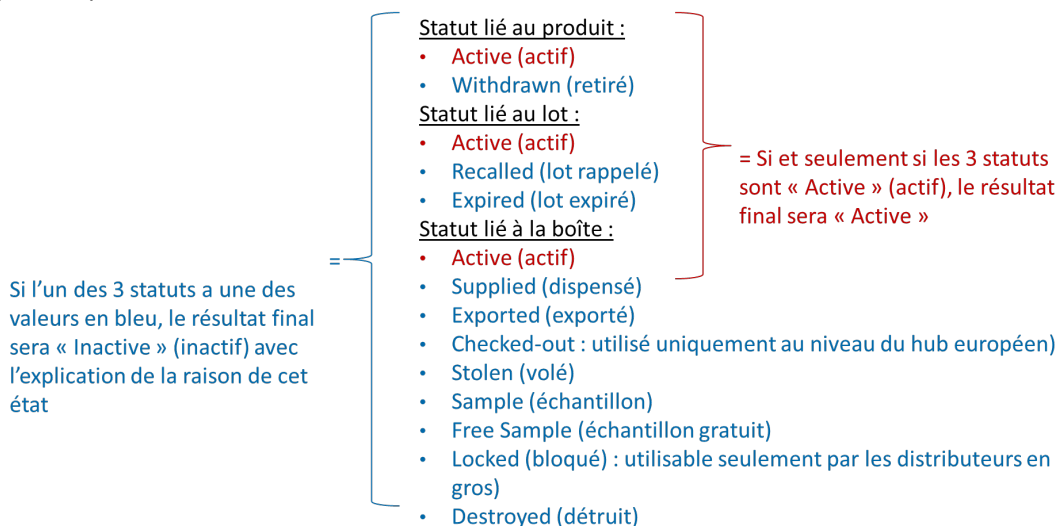 Statut lié au produit :
• Active (actif)
• Withdrawn (retiré)
Statut lié au lot :
• Active (actif)
• Recalled (lot rappelé)
• Expired (lot expiré)
Statut lié à la boîte :
• Active (actif)
• Supplied (dispensé)
• Exported (exporté)
• Checked-out : utilisé uniquement au niveau du hub européen)
• Stolen (volé)
• Sample (échantillon)
• Free Sample (échantillon gratuit)
• Locked (bloqué) : utilisable seulement par les distributeurs en
gros)
• Destroyed (détruit)
= Si et seulement si les 3 statuts
sont « Active » (actif), le résultat
final sera « Active »
=
Si l’un des 3 statuts a une des
valeurs en bleu, le résultat final
sera « Inactive » (inactif) avec
l’explication de la raison de cet
état